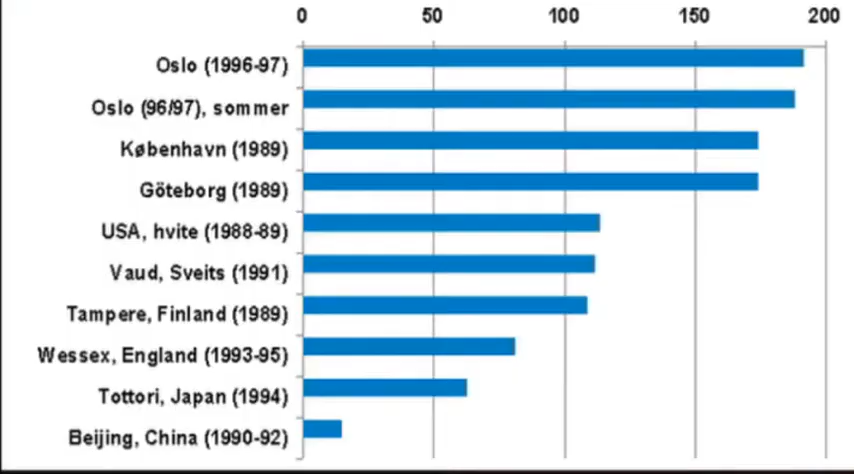 0 50 100 150 200
Oslo (1996-97)
Oslo (96/97), sommer
København (1989)
Göteborg (1989)
USA, hvite (1988-89)
Vaud, Sveits (1991)
Tampere, Finland (1989)
Wessex, England (1993-95)
Tottori, Japan (1994)
Beijing, China (1990-92)